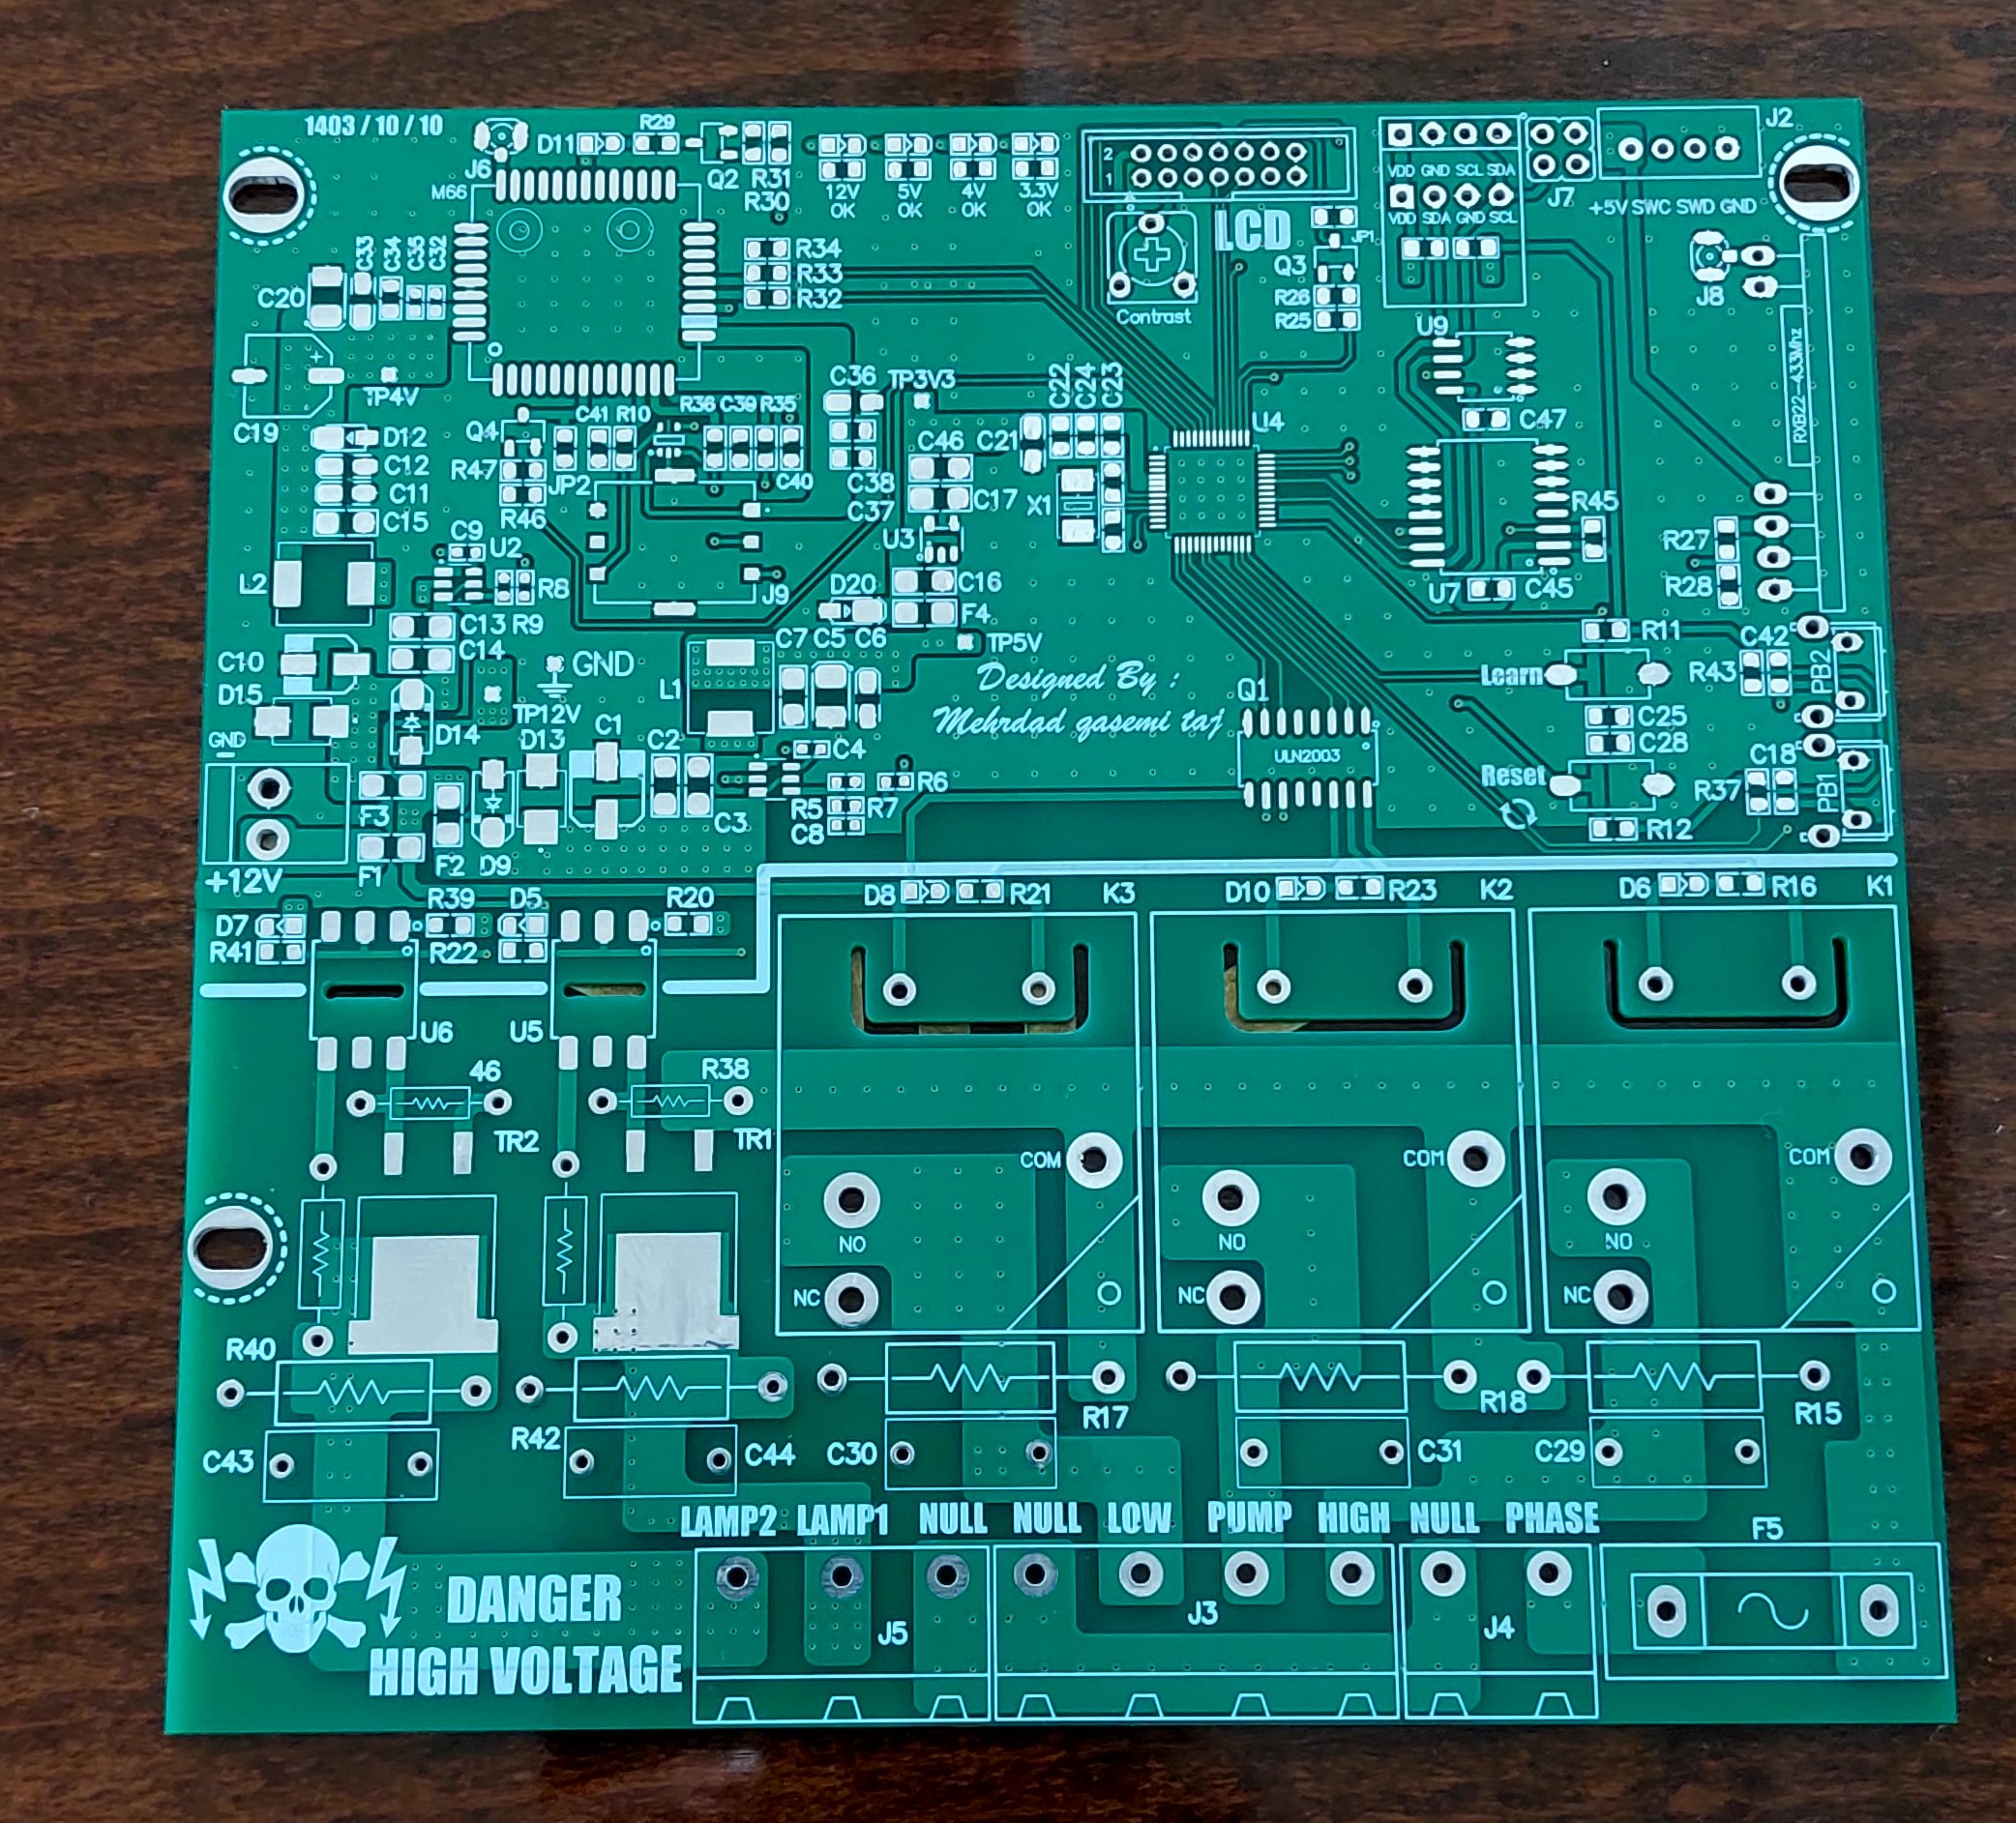 1403 / 10 / 10
J6
D11
R29
Q2
R31
R30
12V
OK
5V
OK
4V
OK
3.3V
OK
2
1
LCD
Contrast
VDD GND SCL SDA
VDD SDA GND SCL
J7
J2
+5V SWC SWD GND
M66
C33
C34
C35
C32
C20
R34
R33
R32
JP1
Q3
R26
R25
J8
RXB22-433Mhz
U9
C47
C19
TP4V
D12
C12
C11
C15
Q4
C41 R10
R36 C39 R35
C40
R47
R46
JP2
J9
C36
C38
C37
TP3V3
C46
C17
C21
C22
C24
C23
X1
U4
U3
C16
F4
D20
TP5V
R45
U7
C45
R27
R28
C9
U2
R8
L2
C13 R9
C14
C10
D15
GND
GND
TP12V
D14
D13
C1
C2
C3
L1
C7 C5 C6
C4
R5
R7
R6
C8
Designed By :
Mehrdad qasemi taj
Q1
ULN2003
Learn
R11
C25
C28
Reset
R12
C42
R43
PB2
C18
R37
PB1
F3
F1
F2
D9
+12V
D7
R41
R39
R22
D5
R20
D8
R21
K3
D10
R23
K2
D6
R16
K1
U6
U5
46
TR2
R38
TR1
COM
NO
NC
COM
NO
NC
COM
NO
NC
R40
R42
R17
R18
R15
C43
C44
C30
C31
C29
LAMP2 LAMP1 NULL NULL LOW PUMP HIGH NULL PHASE
F5
J5
J3
J4
DANGER
HIGH VOLTAGE